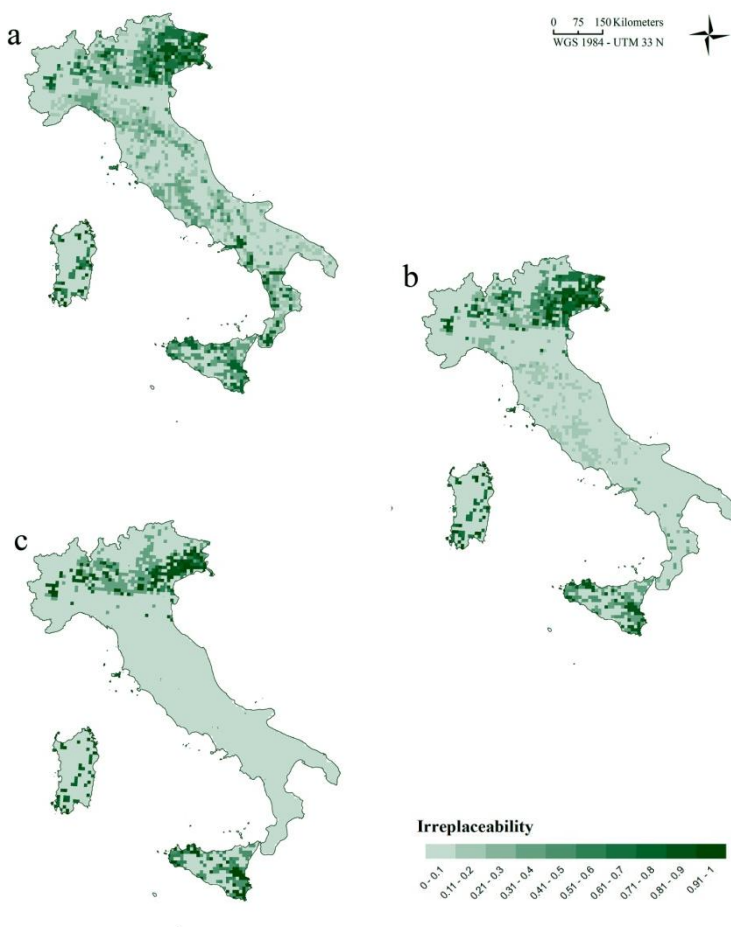 a
0 75 150 Kilometers
WGS 1984 - UTM 33 N
b
c
Irreplaceability
0 - 0.1
0.11 - 0.2
0.21 - 0.3
0.31 - 0.4
0.41 - 0.5
0.51 - 0.6
0.61 - 0.7
0.71 - 0.8
0.81 - 0.9
0.91 - 1